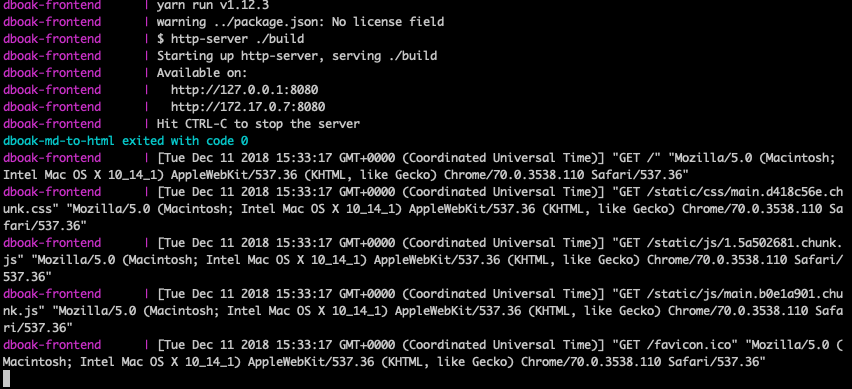 dboak-frontend      | yarn run v1.12.3
dboak-frontend      | warning ../package.json: No license field
dboak-frontend      | $ http-server ./build
dboak-frontend      | Starting up http-server, serving ./build
dboak-frontend      | Available on:
dboak-frontend      |   http://127.0.0.1:8080
dboak-frontend      |   http://172.17.0.7:8080
dboak-frontend      | Hit CTRL-C to stop the server
dboak-md-to-html exited with code 0
dboak-frontend      | [Tue Dec 11 2018 15:33:17 GMT+0000 (Coordinated Universal Time)] "GET /" "Mozilla/5.0 (Macintosh;
Intel Mac OS X 10_14_1) AppleWebKit/537.36 (KHTML, like Gecko) Chrome/70.0.3538.110 Safari/537.36"
dboak-frontend      | [Tue Dec 11 2018 15:33:17 GMT+0000 (Coordinated Universal Time)] "GET /static/css/main.d418c56e.ch
unk.css" "Mozilla/5.0 (Macintosh; Intel Mac OS X 10_14_1) AppleWebKit/537.36 (KHTML, like Gecko) Chrome/70.0.3538.110 Sa
fari/537.36"
dboak-frontend      | [Tue Dec 11 2018 15:33:17 GMT+0000 (Coordinated Universal Time)] "GET /static/js/1.5a502681.chunk.
js" "Mozilla/5.0 (Macintosh; Intel Mac OS X 10_14_1) AppleWebKit/537.36 (KHTML, like Gecko) Chrome/70.0.3538.110 Safari/
537.36"
dboak-frontend      | [Tue Dec 11 2018 15:33:17 GMT+0000 (Coordinated Universal Time)] "GET /static/js/main.b0e1a901.chu
nk.js" "Mozilla/5.0 (Macintosh; Intel Mac OS X 10_14_1) AppleWebKit/537.36 (KHTML, like Gecko) Chrome/70.0.3538.110 Safa
ri/537.36"
dboak-frontend      | [Tue Dec 11 2018 15:33:17 GMT+0000 (Coordinated Universal Time)] "GET /favicon.ico" "Mozilla/5.0 (
Macintosh; Intel Mac OS X 10_14_1) AppleWebKit/537.36 (KHTML, like Gecko) Chrome/70.0.3538.110 Safari/537.36"